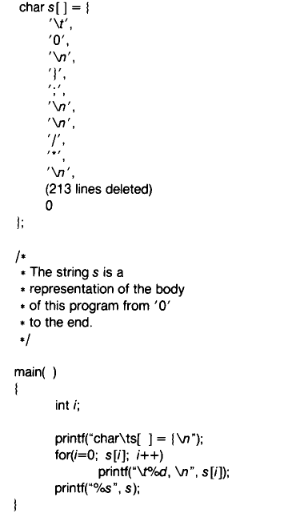 char s[ ] = {
'\t',
'0',
'\n',
'}',
';',
'\n',
'\n',
'/',
'*',
'\n',
(213 lines deleted)
0
};
/*
* The string s is a
* representation of the body
* of this program from '0'
* to the end.
*/
main( )
{
int i;
printf("char\ts[ ] = {\n");
for(i=0; s[i]; i++)
printf("\t%d, \n", s[i]);
printf("%s", s);
}